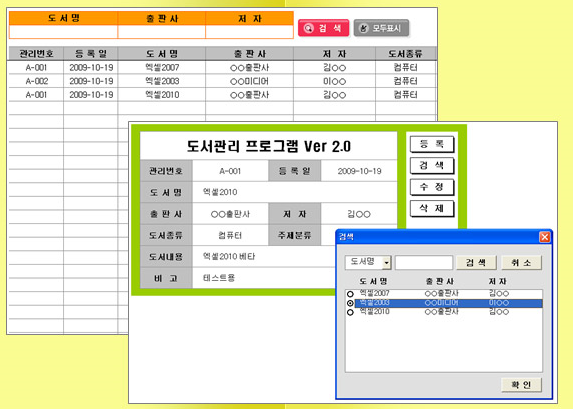 도 서 명 출 판 사 저 자
검 색 모두표시
관리번호 등 록 일 도 서 명 출 판 사 저 자 도서종류
A-001 2009-10-19 엑셀2007 ○○출판사 김○○ 컴퓨터
A-002 2009-10-19 엑셀2003 ○○미디어 이○○ 컴퓨터
A-001 2009-10-19 엑셀2010 ○○출판사 김○○ 컴퓨터
도서관리 프로그램 Ver 2.0
관리번호 A-001 등 록 일 2009-10-19
도 서 명 엑셀2010
출 판 사 ○○출판사 저 자 김○○
도서종류 컴퓨터 주제분류
도서내용 엑셀2010 베타
비 고 테스트용
등 록
검 색
수 정
삭 제
검색
도서명 검 색 취 소
도 서 명 출 판 사 저 자
엑셀2007 ○○출판사 김○○
엑셀2003 ○○미디어 이○○
엑셀2010 ○○출판사 김○○
확 인